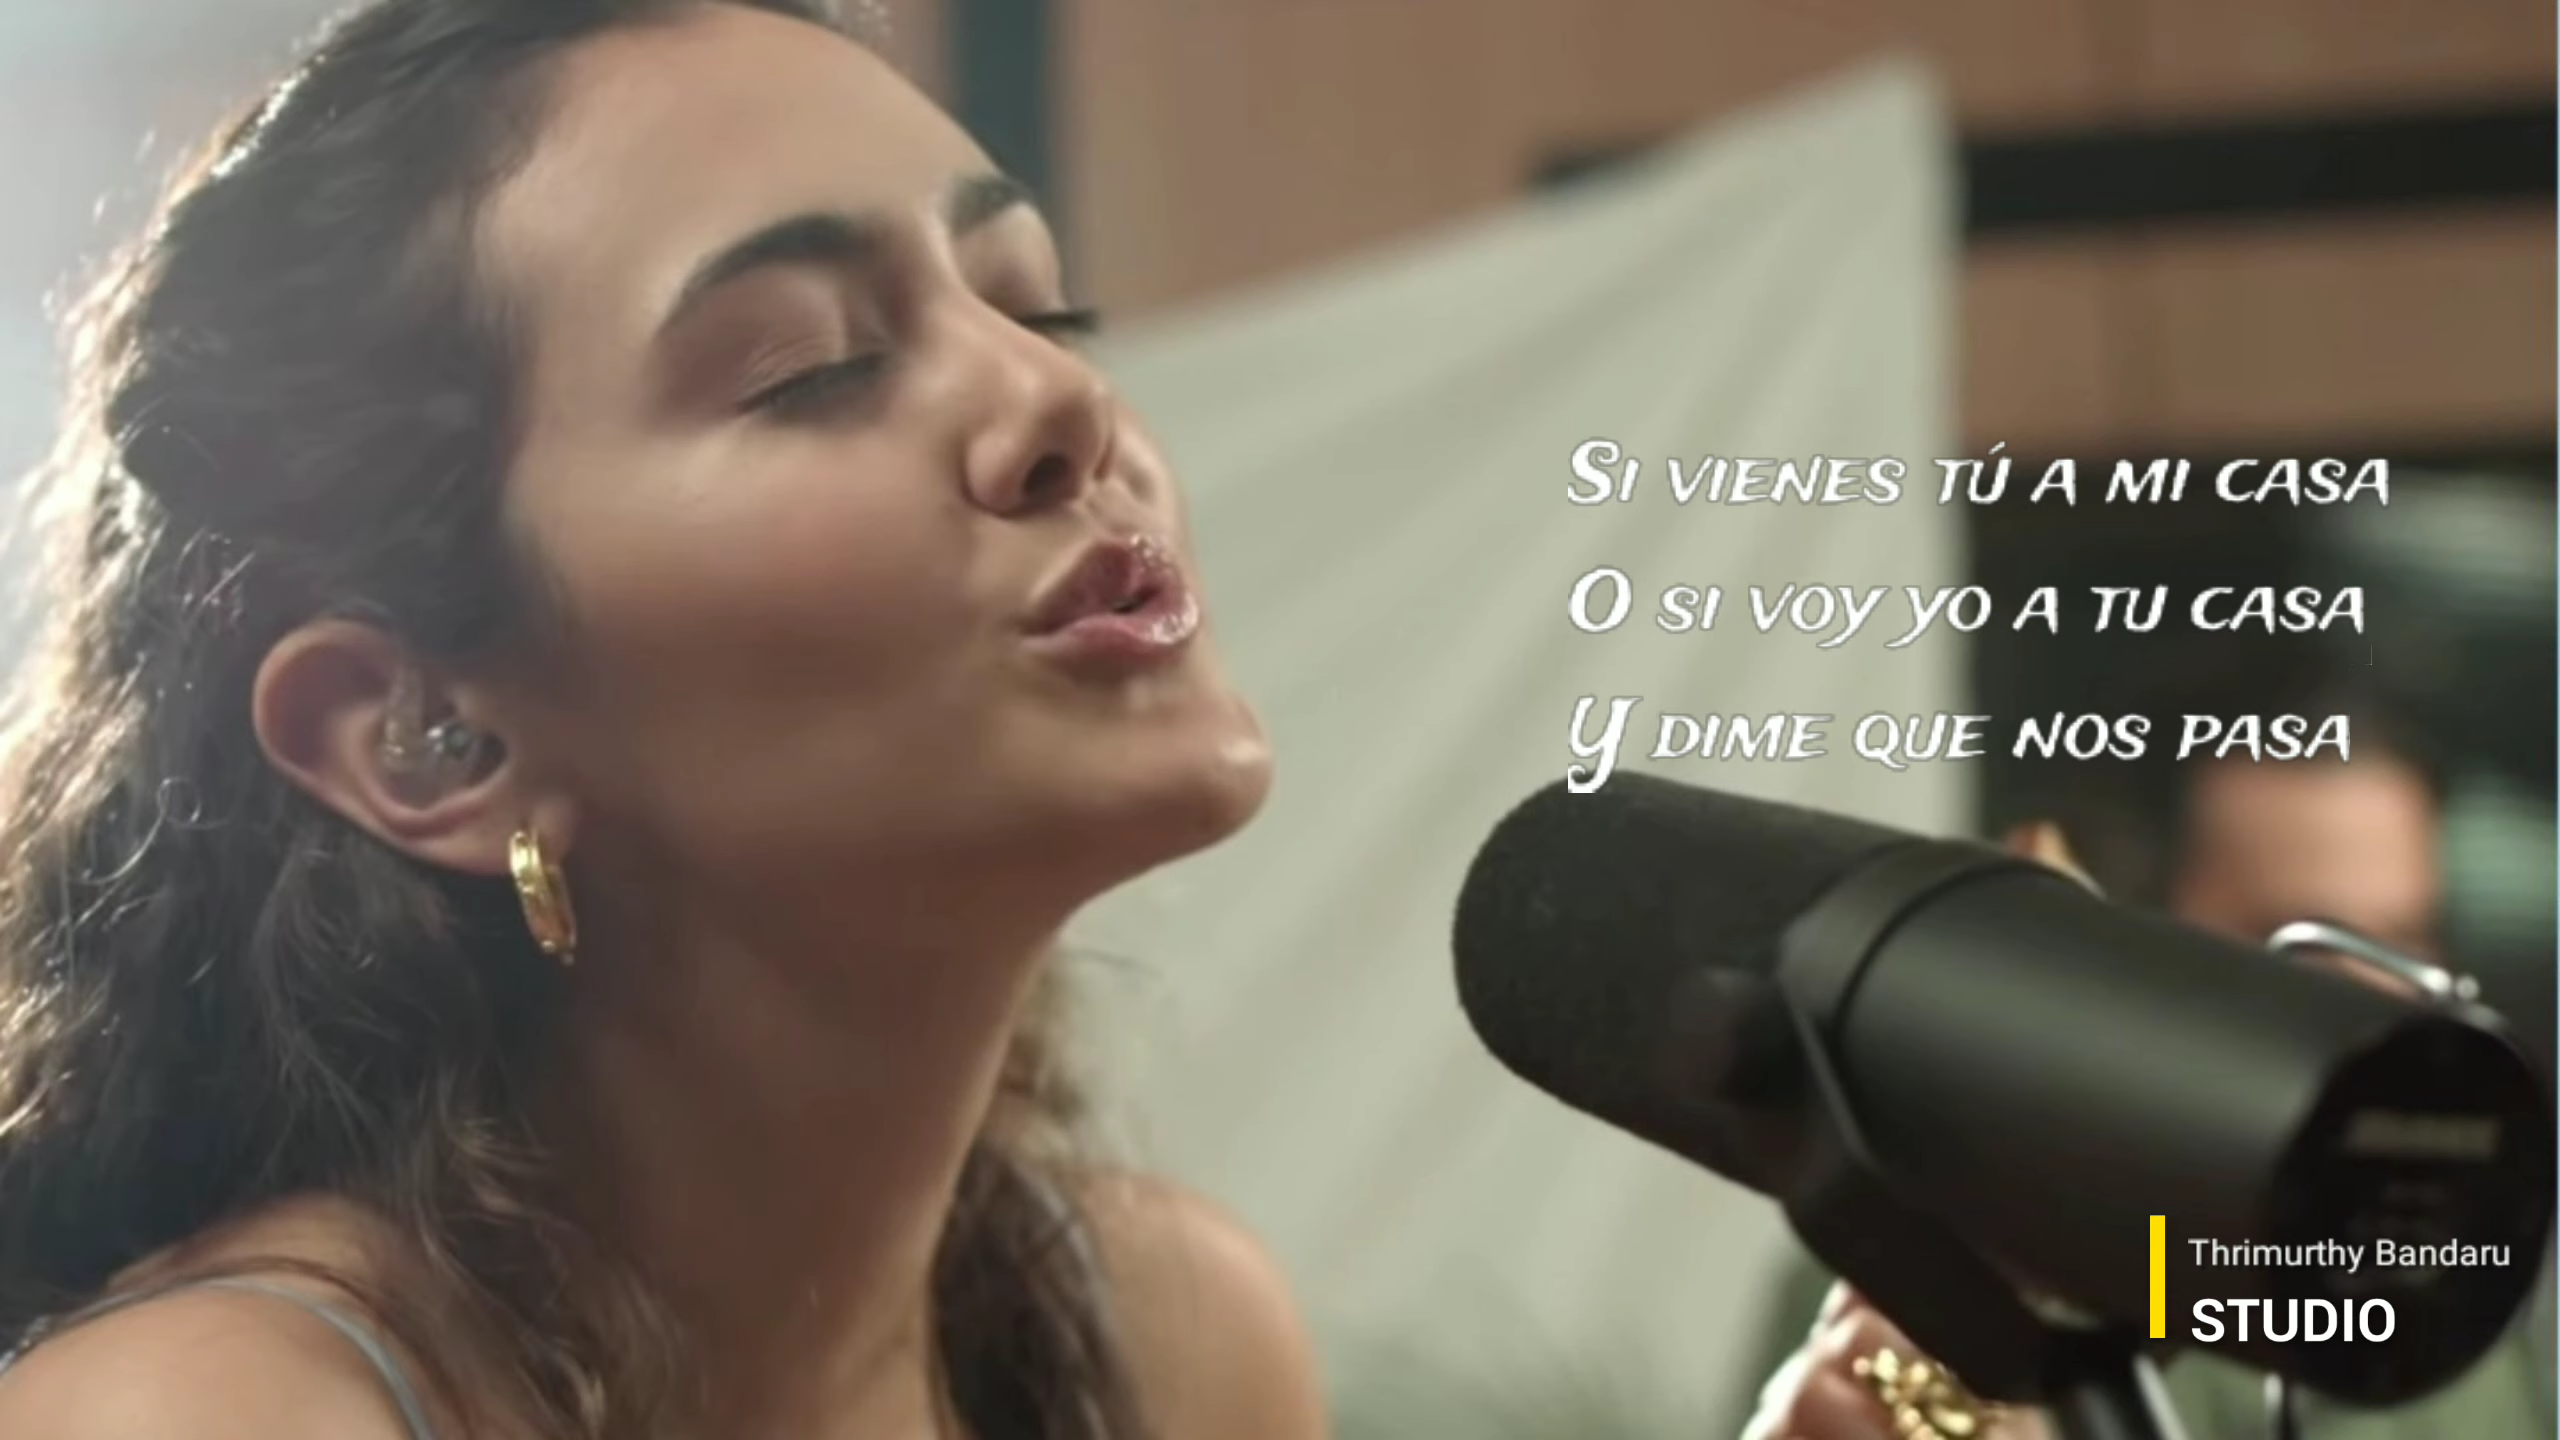 Si vienes tú a mi casa
O si voy yo a tu casa
Y dime que nos pasa
Thrimurthy Bandaru
STUDIO